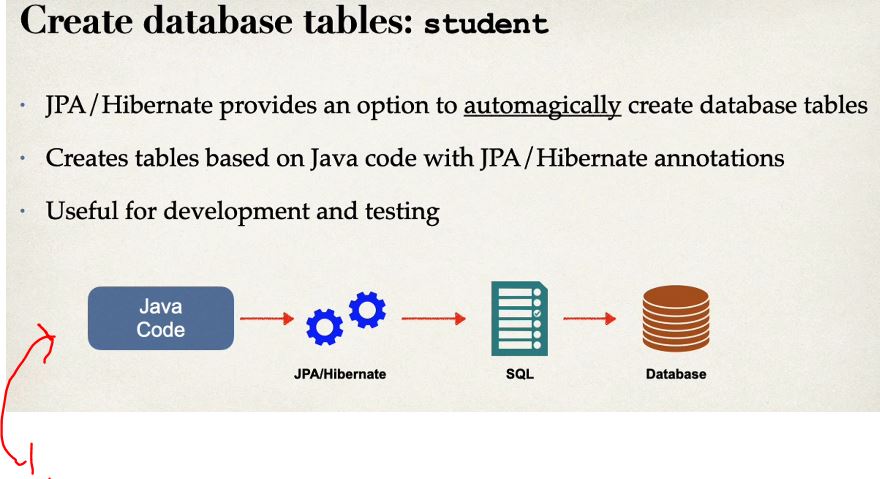 Create database tables: student
• JPA/Hibernate provides an option to automagically create database tables
• Creates tables based on Java code with JPA/Hibernate annotations
• Useful for development and testing
Java
Code
JPA/Hibernate
SQL
Database